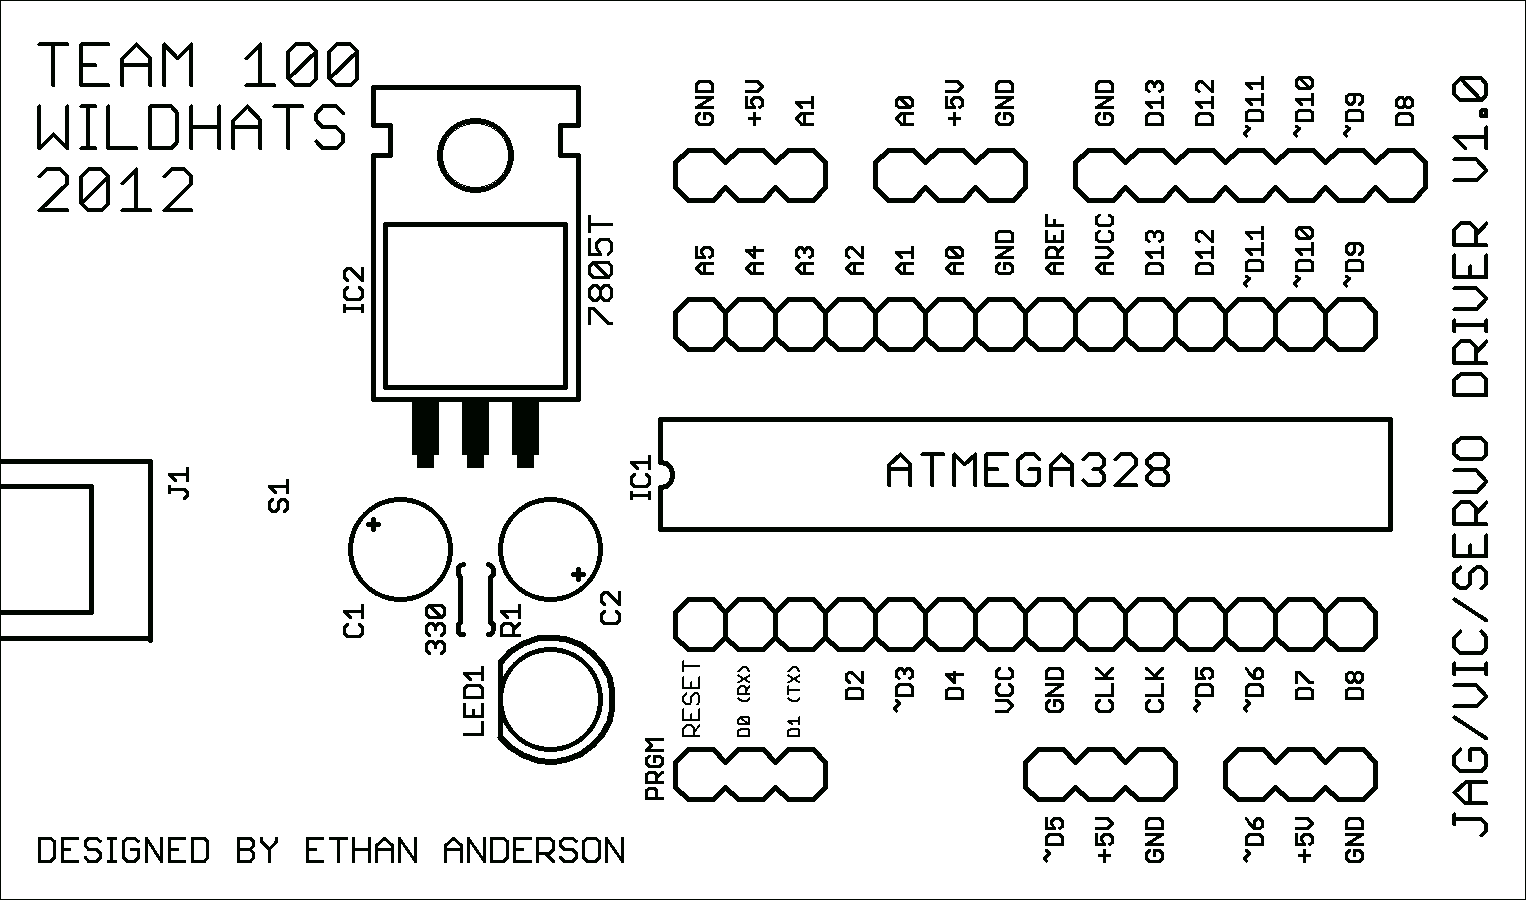 TEAM 100
WILDHATS
2012
GND +5V A1 A0 +5V GND GND D13 D12 ~D11 ~D10 ~D9 D8
A5 A4 A3 A2 A1 A0 GND AREF AVCC D13 D12 ~D11 ~D10 ~D9
IC2
7805T
JAG/VIC/SERVO DRIVER V1.0
J1
S1
IC1
ATMEGA328
+
+
C1
330
R1
C2
LED1
RESET D0 (RX) D1 (TX) D2 ~D3 D4 VCC GND CLK CLK ~D5 ~D6 D7 D8
PRGM
~D5 +5V GND ~D6 +5V GND
DESIGNED BY ETHAN ANDERSON